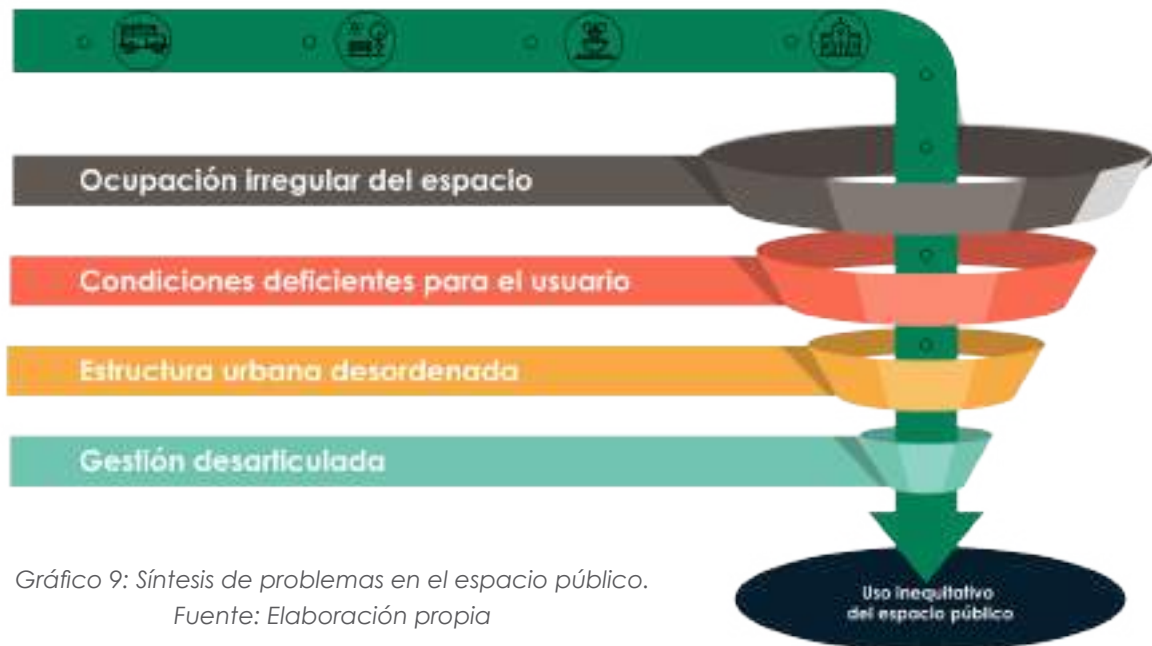 Ocupación irregular del espacio
Condiciones deficientes para el usuario
Estructura urbana desordenada
Gestión desarticulada
Uso inequitativo
del espacio público
Gráfico 9: Síntesis de problemas en el espacio público.
Fuente: Elaboración propia